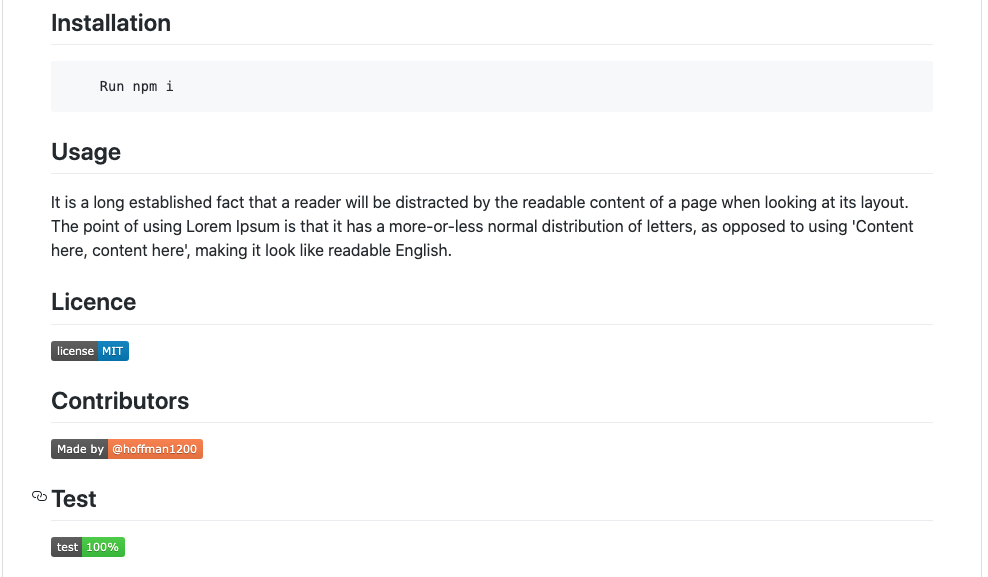 Installation
Run npm i
Usage
It is a long established fact that a reader will be distracted by the readable content of a page when looking at its layout.
The point of using Lorem Ipsum is that it has a more-or-less normal distribution of letters, as opposed to using 'Content
here, content here', making it look like readable English.
Licence
license MIT
Contributors
Made by @hoffman1200
Test
test 100%